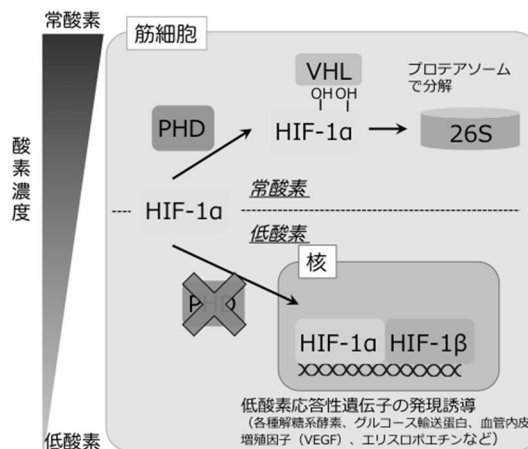 常酸素
筋細胞
VHL
OH OH
プロテアソーム
で分解
PHD
HIF-1α
26S
酸素濃度
常酸素
HIF-1α
低酸素
核
PHD
HIF-1α HIF-1β
低酸素応答性遺伝子の発現誘導
（各種解糖系酵素、グルコース輸送蛋白、血管内皮
増殖因子（VEGF）、エリスロポエチンなど）
低酸素